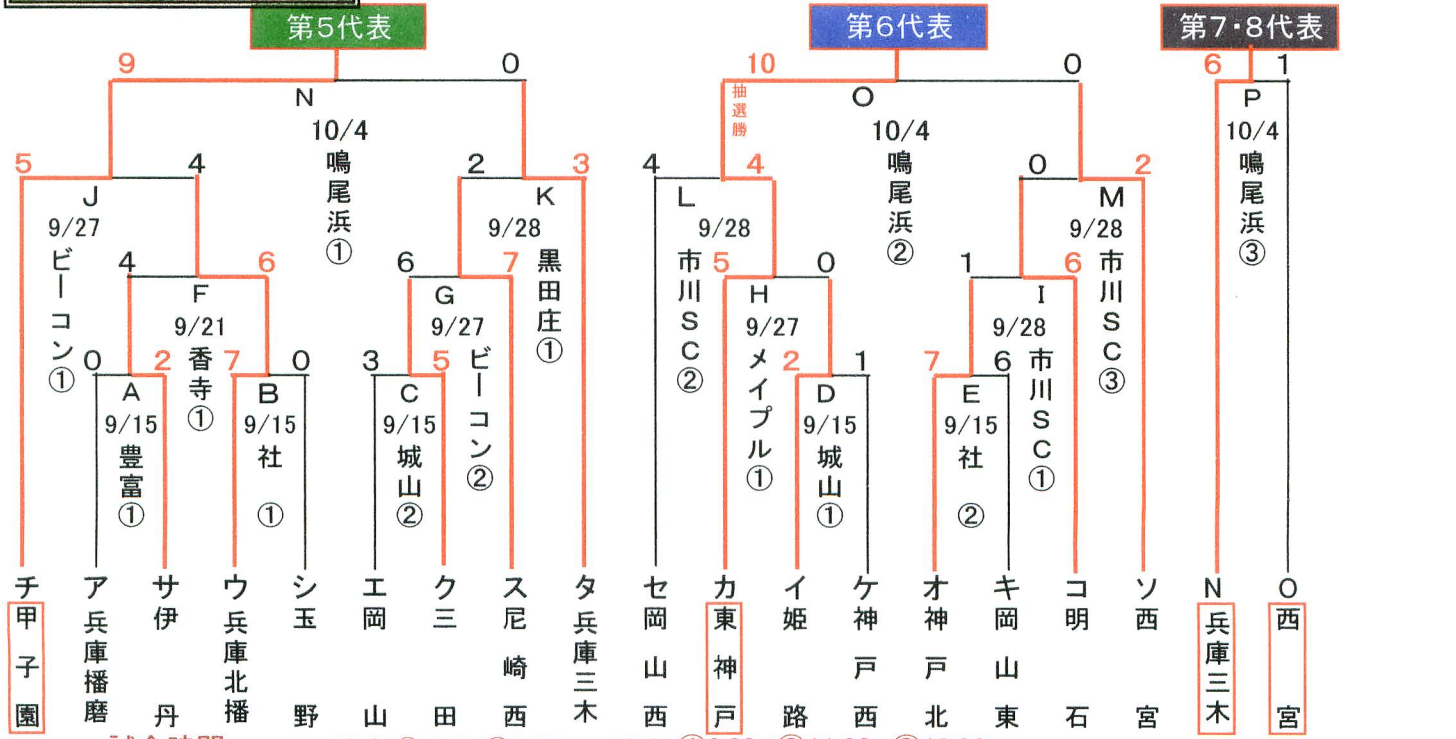 第5代表
第6代表
第7・8代表
9 0 10 0 6 1
N O P
抽選勝
10/4 鳴尾浜①
10/4 鳴尾浜②
10/4 鳴尾浜③
5 4 2 3 4 4 0 2
J K L M
9/27 ビーコン①
9/28 黒田庄①
9/28 市川SC②
9/28 市川SC③
4 6 6 7 5 0 1 6
F G H I
9/21 香寺①
9/27 ビーコン②
9/27 メイプル①
9/28 市川SC①
0 2 7 0 3 5 2 1 7 6
A B C D E
9/15 豊富①
9/15 社①
9/15 城山②
9/15 城山①
9/15 社②
チ 甲子園
ア 兵庫播磨
サ 伊丹
ウ 兵庫北播
シ 玉野
エ 岡山
ク 三田
ス 尼崎西
タ 兵庫三木
セ 岡山西
カ 東神戸
イ 姫路
ケ 神戸西
オ 神戸北
キ 岡山東
コ 明石
ソ 西宮
N 兵庫三木
O 西宮